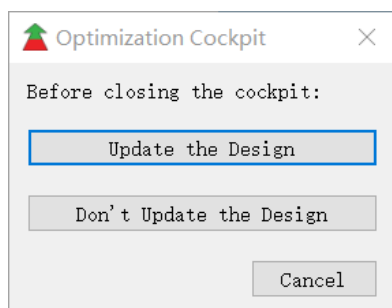 Optimization Cockpit
Before closing the cockpit:
Update the Design
Don't Update the Design
Cancel